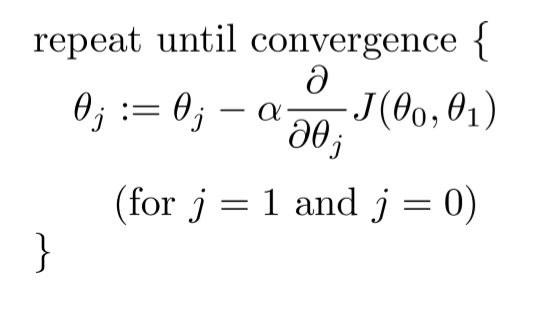 repeat until convergence {
θ_j := θ_j − α ∂/∂θ_j J(θ_0, θ_1)
(for j = 1 and j = 0)
}